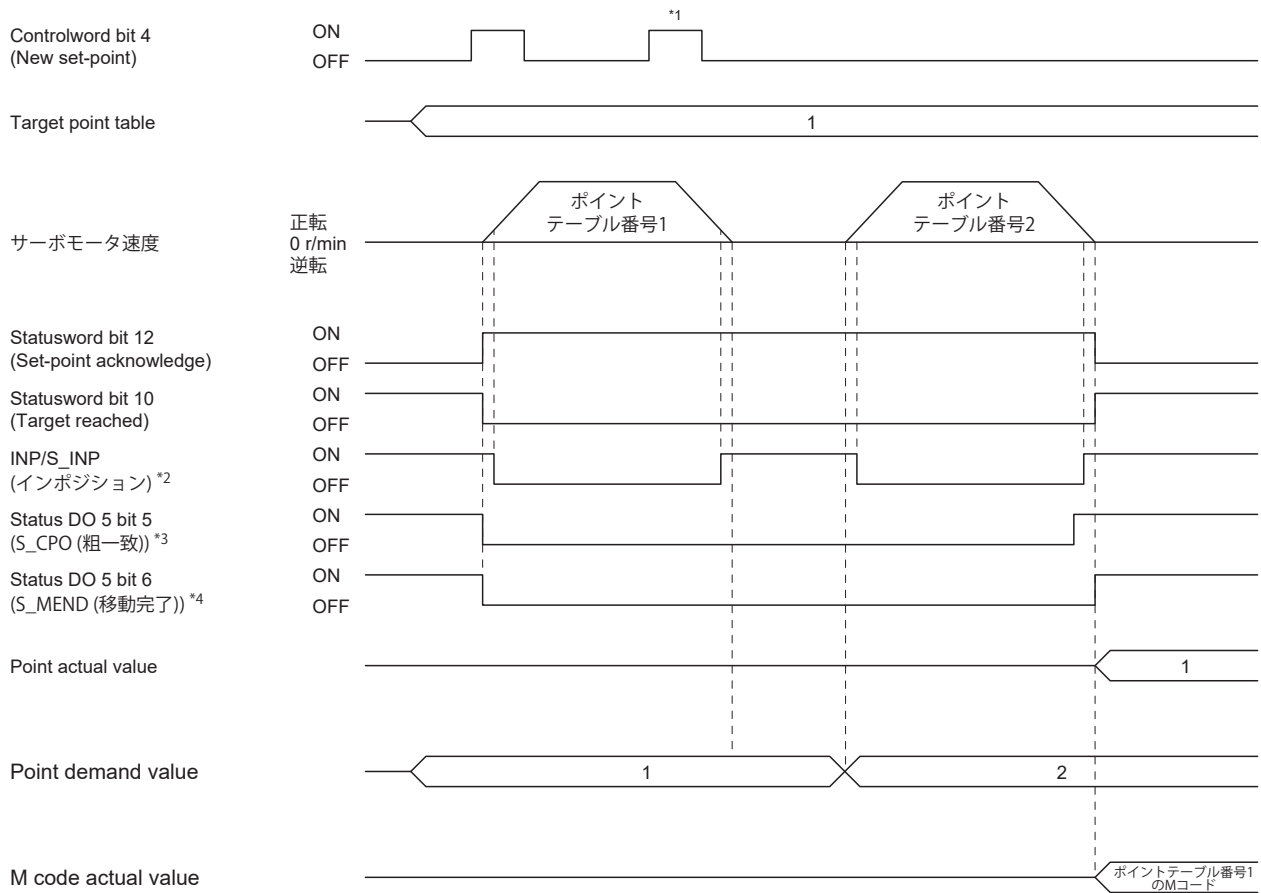 *1
Controlword bit 4
(New set-point)
ON
OFF
Target point table
1
サーボモータ速度
正転
0 r/min
逆転
ポイント
テーブル番号1
ポイント
テーブル番号2
Statusword bit 12
(Set-point acknowledge)
ON
OFF
Statusword bit 10
(Target reached)
ON
OFF
INP/S_INP
(インポジション) *2
ON
OFF
Status DO 5 bit 5
(S_CPO (粗一致)) *3
ON
OFF
Status DO 5 bit 6
(S_MEND (移動完了)) *4
ON
OFF
Point actual value
1
Point demand value
1
2
M code actual value
ポイントテーブル番号1
のMコード